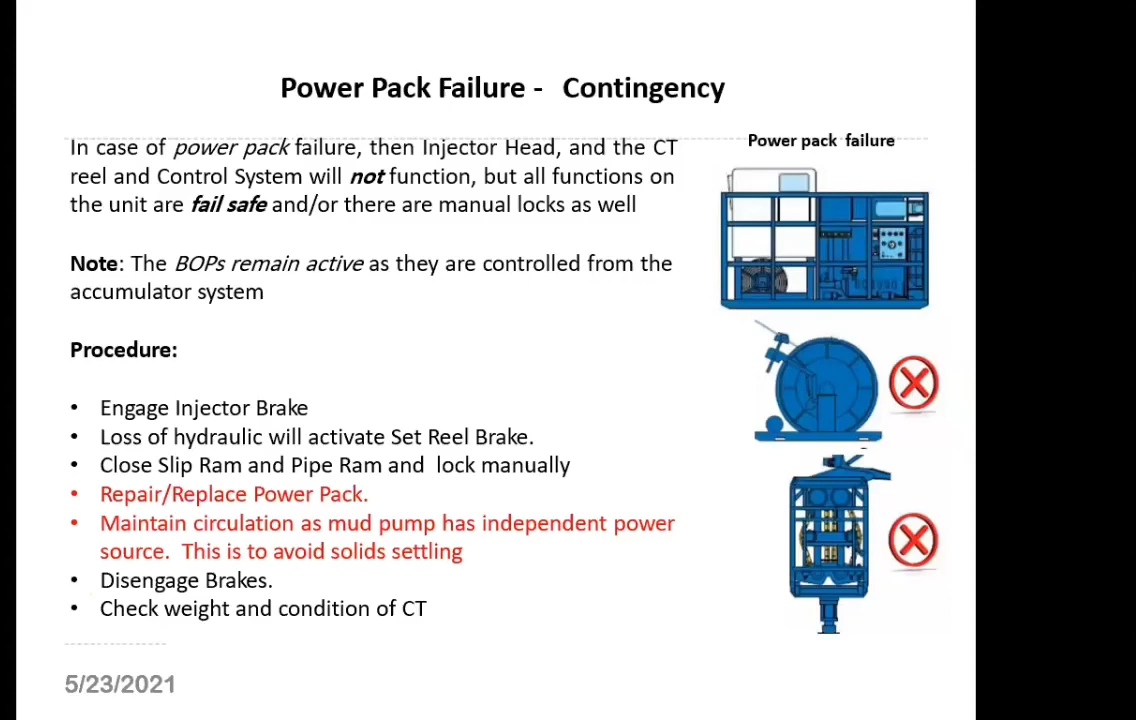 Power Pack Failure - Contingency
In case of power pack failure, then Injector Head, and the CT
reel and Control System will not function, but all functions on
the unit are fail safe and/or there are manual locks as well
Note: The BOPs remain active as they are controlled from the
accumulator system
Procedure:
• Engage Injector Brake
• Loss of hydraulic will activate Set Reel Brake.
• Close Slip Ram and Pipe Ram and lock manually
• Repair/Replace Power Pack.
• Maintain circulation as mud pump has independent power
source. This is to avoid solids settling
• Disengage Brakes.
• Check weight and condition of CT
Power pack failure
5/23/2021